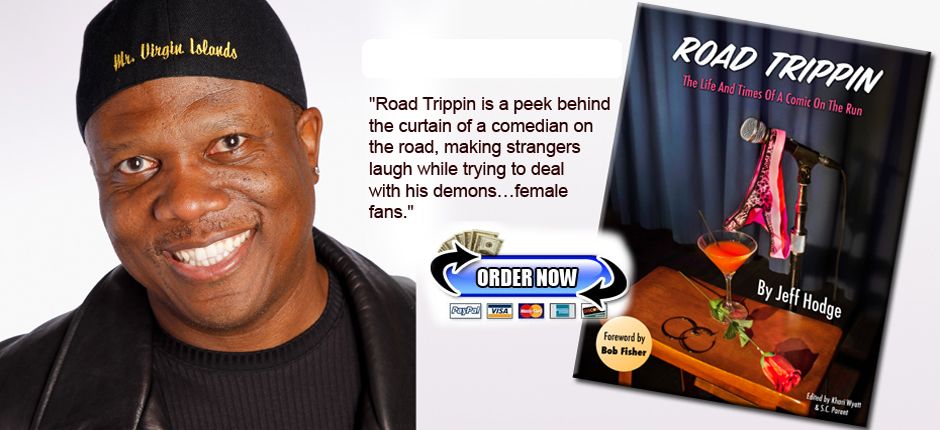 Mr. Virgin Islands
"Road Trippin is a peek behind
the curtain of a comedian on
the road, making strangers
laugh while trying to deal
with his demons…female
fans."
ORDER NOW
PayPal VISA MasterCard
ROAD TRIPPIN
The Life And Times Of A Comic On The Run
By Jeff Hodge
Foreword by
Bob Fisher
Edited by Khari Wyatt
& S.C. Parent